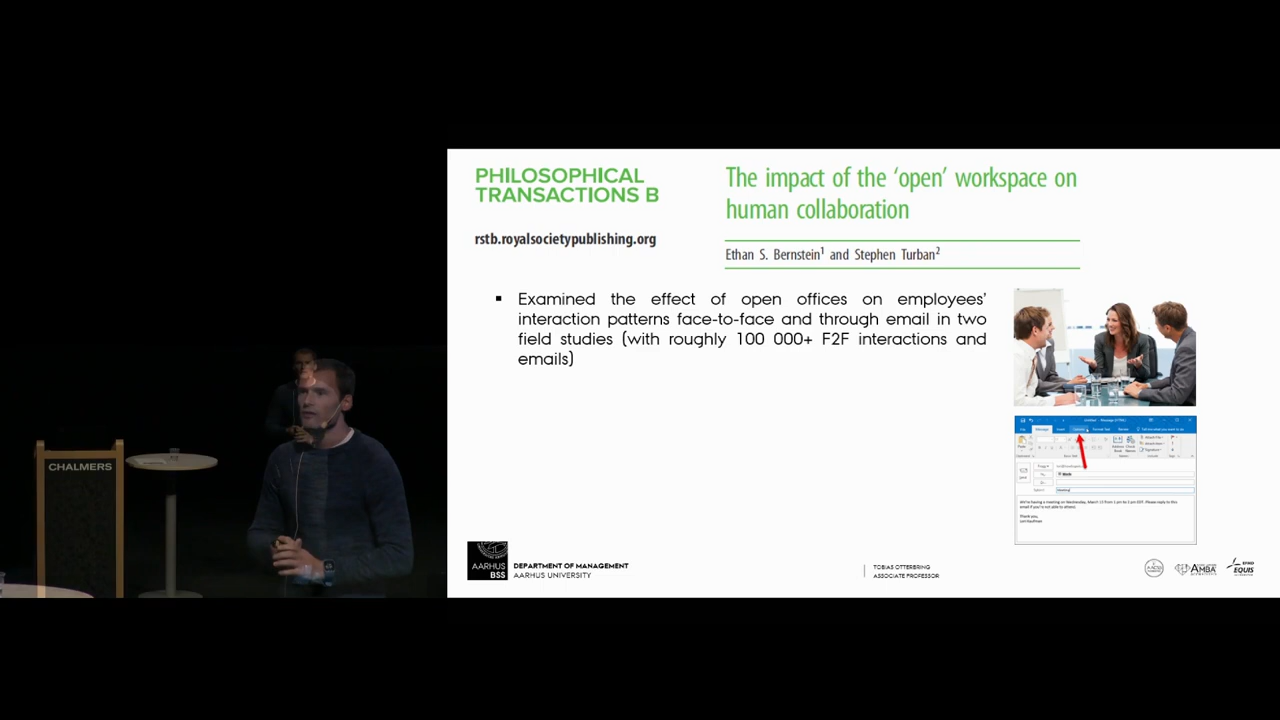 CHALMERS
PHILOSOPHICAL
TRANSACTIONS B
rstb.royalsocietypublishing.org
The impact of the ‘open’ workspace on
human collaboration
Ethan S. Bernstein¹ and Stephen Turban²
▪ Examined the effect of open offices on employees’
interaction patterns face-to-face and through email in two
field studies (with roughly 100 000+ F2F interactions and
emails)
AARHUS
BSS
DEPARTMENT OF MANAGEMENT
AARHUS UNIVERSITY
TOBIAS OTTERBRING
ASSOCIATE PROFESSOR
AMBA
EFMD
EQUIS